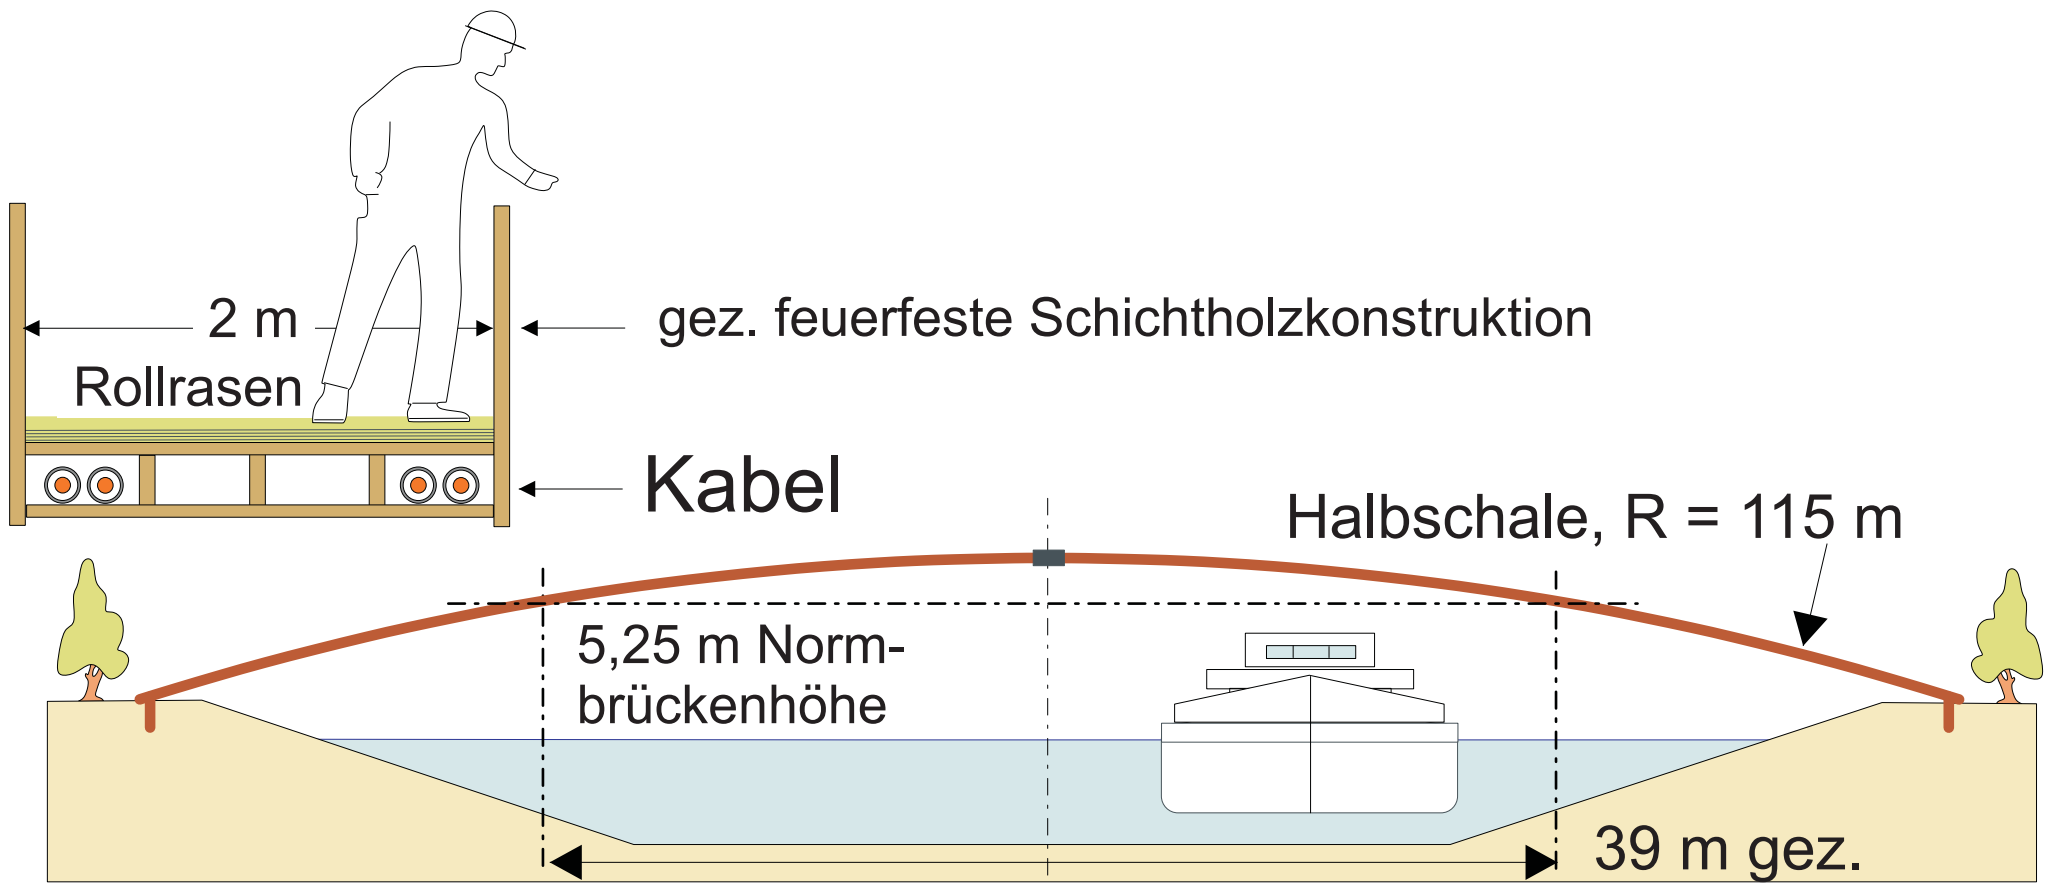 2 m
gez. feuerfeste Schichtholzkonstruktion
Rollrasen
Kabel
Halbschale, R = 115 m
5,25 m Norm-
brückenhöhe
39 m gez.